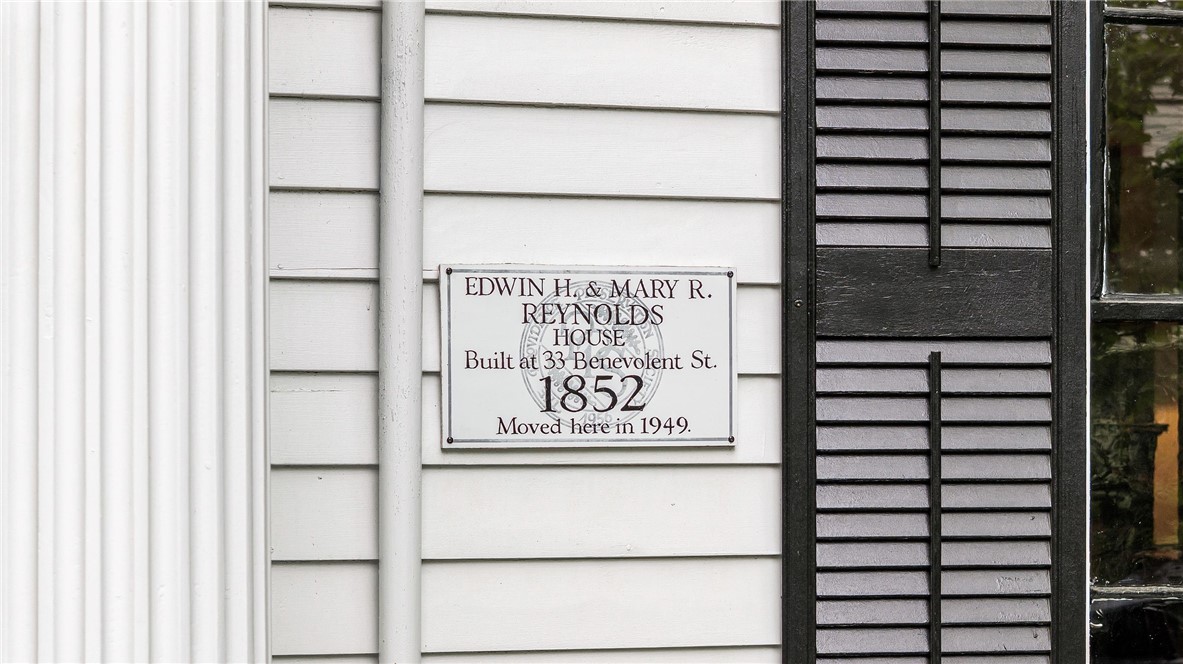 EDWIN H. & MARY R.
REYNOLDS
HOUSE
Built at 33 Benevolent St.
1852
Moved here in 1949.